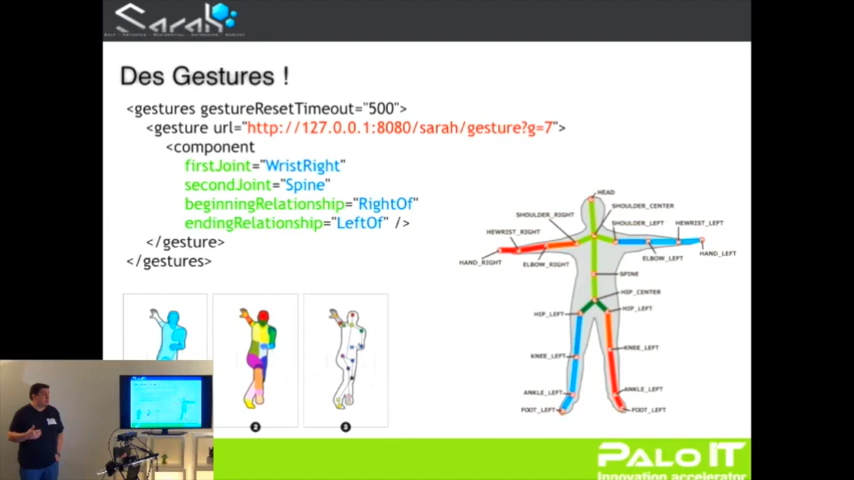 Sarah
Des Gestures !
<gestures gestureResetTimeout="500">
<gesture url="http://127.0.0.1:8080/sarah/gesture?g=7">
<component
firstJoint="WristRight"
secondJoint="Spine"
beginningRelationship="RightOf"
endingRelationship="LeftOf" />
</gesture>
</gestures>
HEAD
SHOULDER_CENTER
SHOULDER_RIGHT
SHOULDER_LEFT
HEWRIST_RIGHT
HEWRIST_LEFT
HAND_RIGHT
ELBOW_RIGHT
ELBOW_LEFT
HAND_LEFT
SPINE
HIP_CENTER
HIP_LEFT
HIP_LEFT
KNEE_LEFT
KNEE_LEFT
ANKLE_LEFT
ANKLE_LEFT
FOOT_LEFT
FOOT_LEFT
2
3
PALO IT
Innovation accelerator